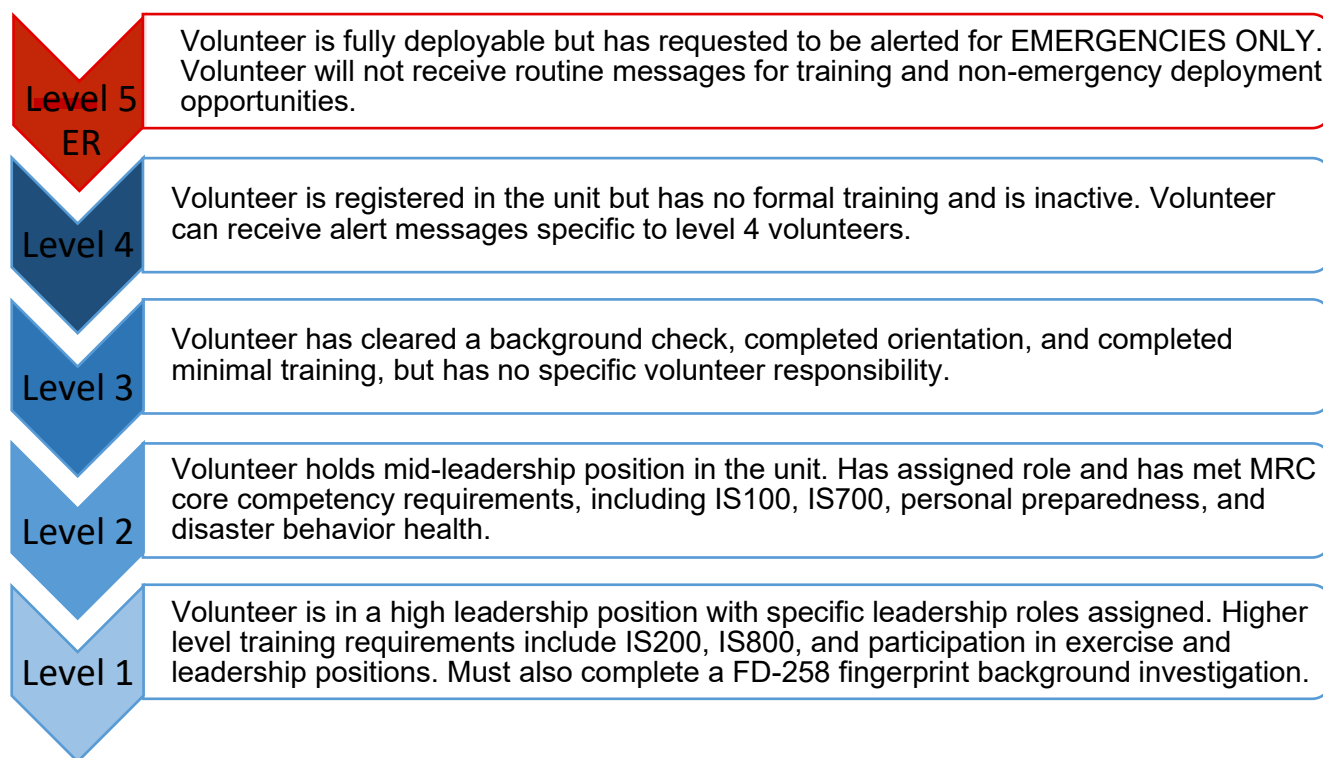 Level 5
ER
Volunteer is fully deployable but has requested to be alerted for EMERGENCIES ONLY.
Volunteer will not receive routine messages for training and non-emergency deployment
opportunities.
Level 4
Volunteer is registered in the unit but has no formal training and is inactive. Volunteer
can receive alert messages specific to level 4 volunteers.
Level 3
Volunteer has cleared a background check, completed orientation, and completed
minimal training, but has no specific volunteer responsibility.
Level 2
Volunteer holds mid-leadership position in the unit. Has assigned role and has met MRC
core competency requirements, including IS100, IS700, personal preparedness, and
disaster behavior health.
Level 1
Volunteer is in a high leadership position with specific leadership roles assigned. Higher
level training requirements include IS200, IS800, and participation in exercise and
leadership positions. Must also complete a FD-258 fingerprint background investigation.